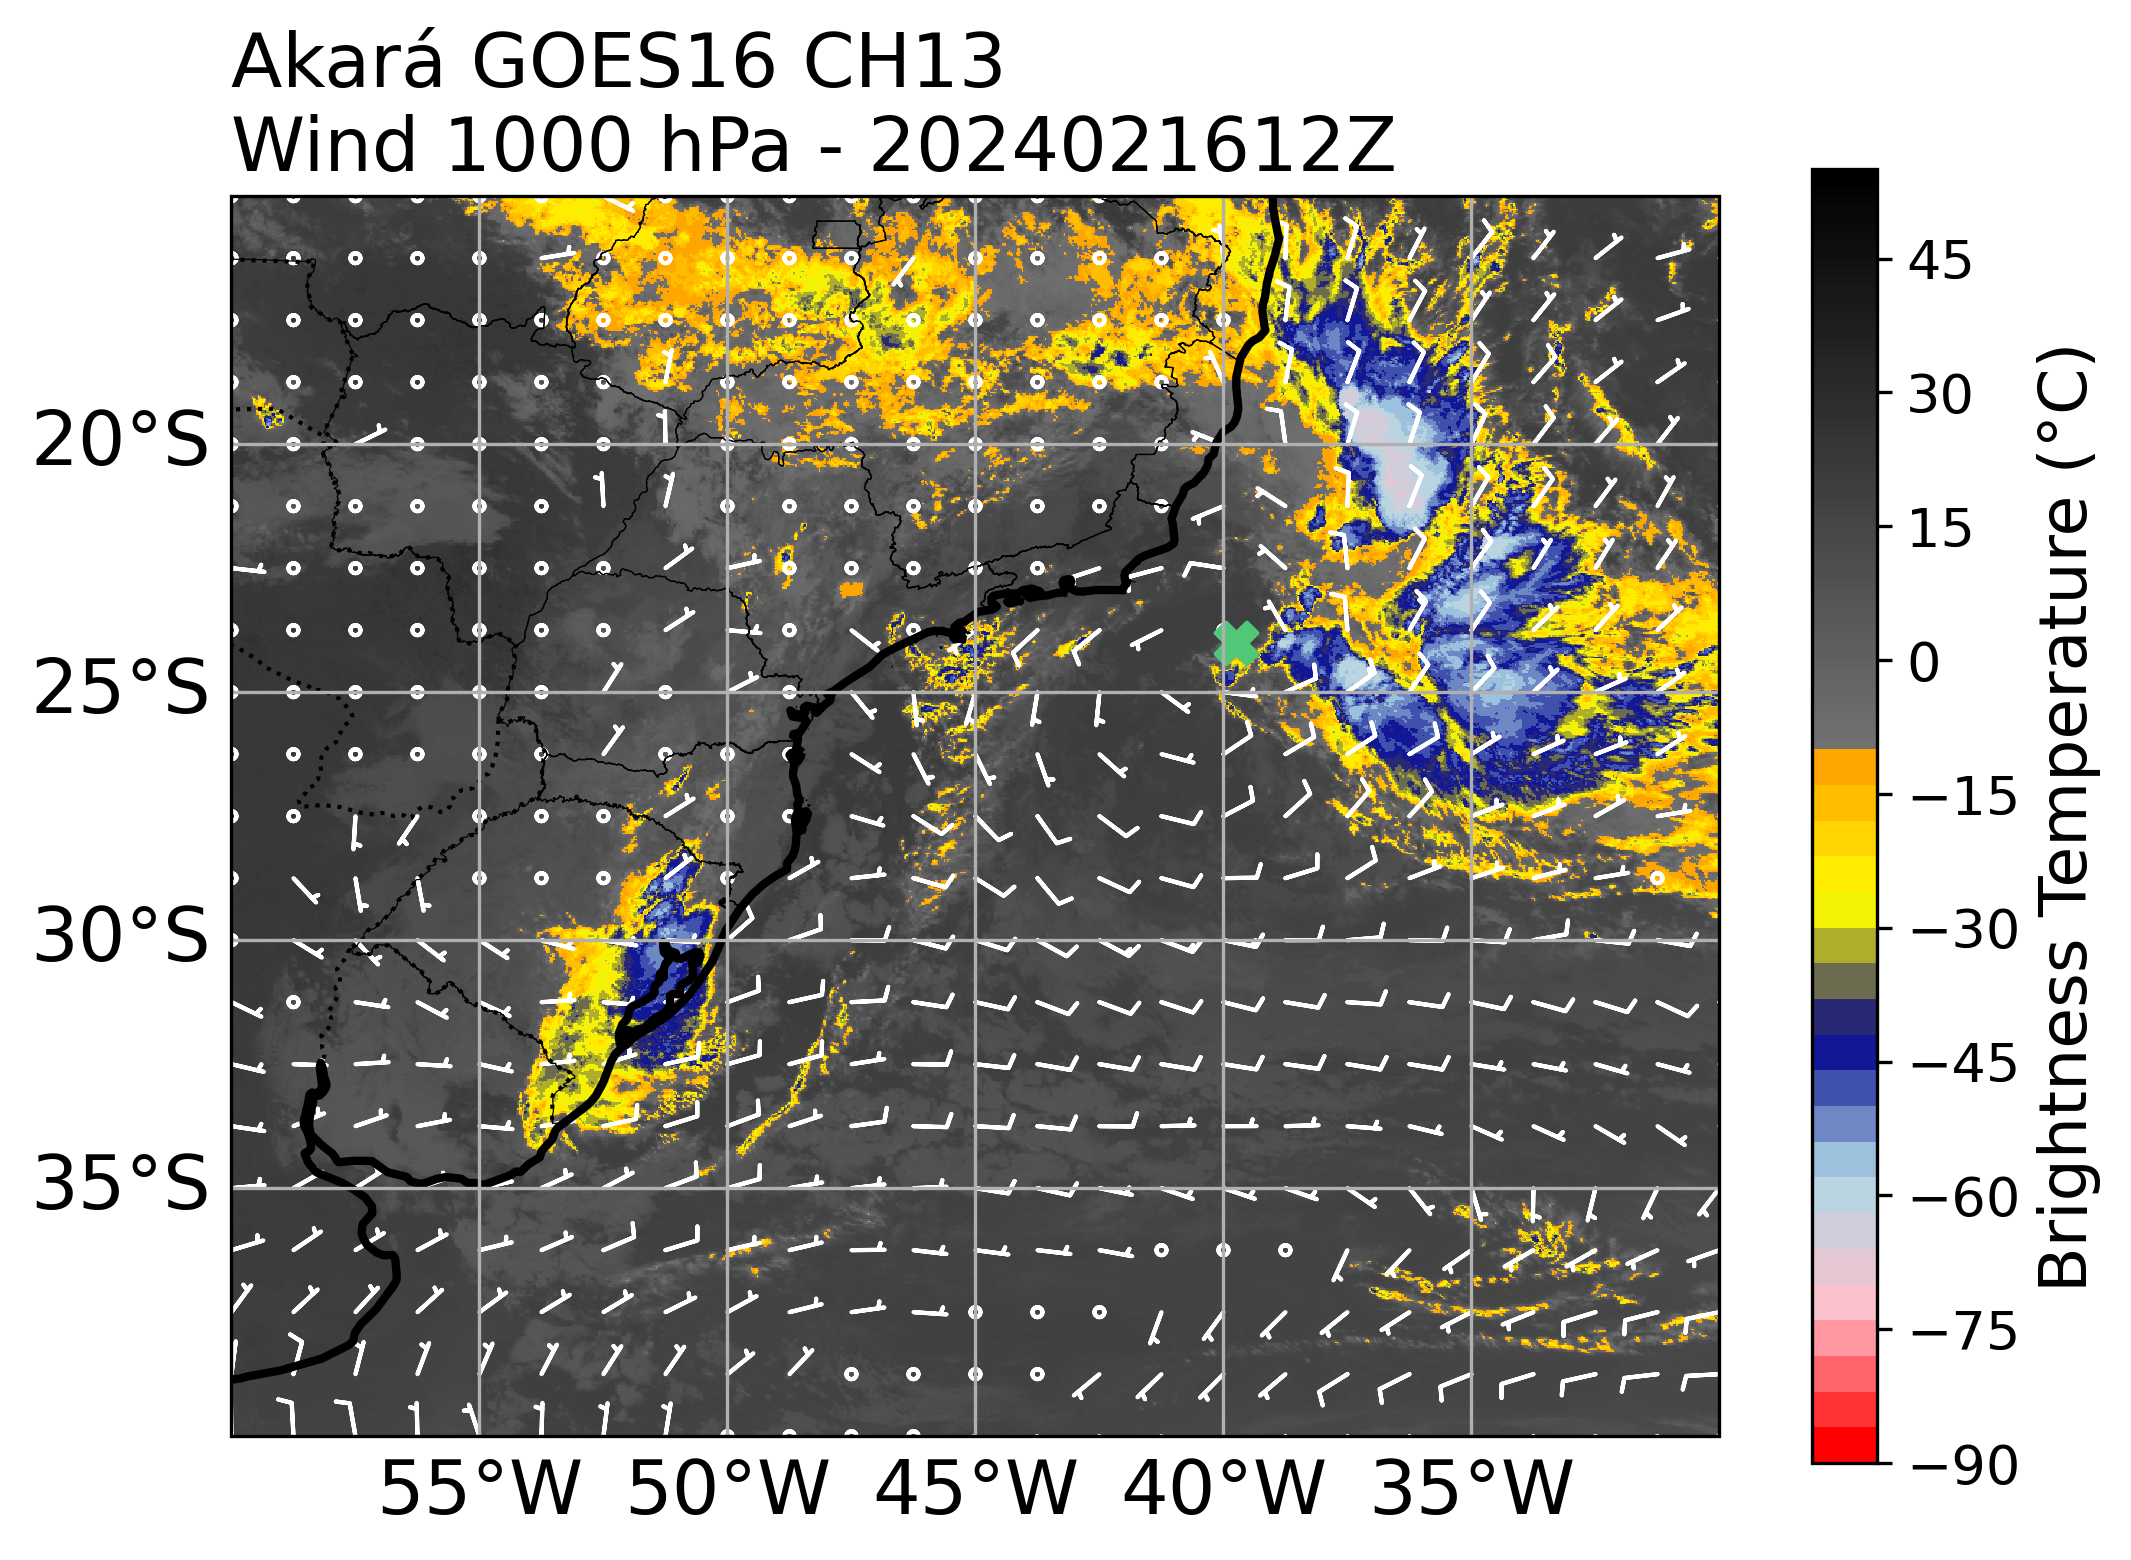 Akará GOES16 CH13
Wind 1000 hPa - 2024021612Z
20°S
25°S
30°S
35°S
55°W 50°W 45°W 40°W 35°W
45
30
15
0
−15
−30
−45
−60
−75
−90
Brightness Temperature (°C)